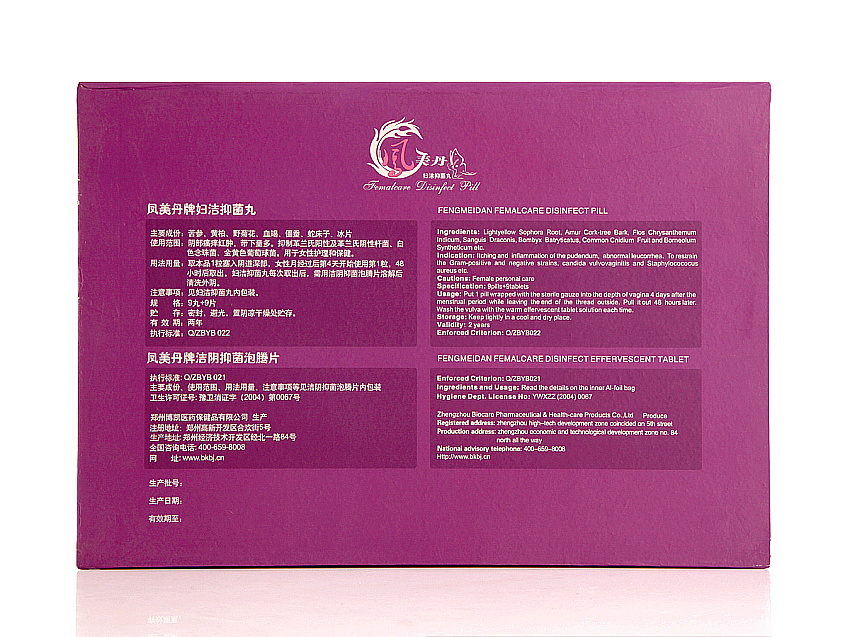 凤美丹
妇洁抑菌丸
Femalcare Disinfect Pill
凤美丹牌妇洁抑菌丸
主要成份：苦参、黄柏、野菊花、血竭、僵蚕、蛇床子、冰片
使用范围：阴部瘙痒红肿，带下量多。抑制革兰氏阳性及革兰氏阴性杆菌、白
色念珠菌、金黄色葡萄球菌。用于女性护理和保健。
用法用量：取本品1粒塞入阴道深部，女性月经过后第4天开始使用第1粒，48
小时后取出。妇洁抑菌丸每次取出后，需用洁阴抑菌泡腾片溶解后
清洗外阴。
注意事项：见妇洁抑菌丸内包装。
规 格：9丸+9片
贮 存：密封，避光，置阴凉干燥处贮存。
有 效 期：两年
执行标准：Q/ZBYB 022
凤美丹牌洁阴抑菌泡腾片
执行标准：Q/ZBYB 021
主要成份、使用范围、用法用量、注意事项等见洁阴抑菌泡腾片内包装
卫生许可证号：豫卫消证字（2004）第0067号
郑州博凯医药保健品有限公司 生产
注册地址：郑州高新开发区合欢街5号
生产地址：郑州经济技术开发区经北一路84号
全国咨询电话：400-659-8008
网 址：www.bkbj.cn
生产批号：
生产日期：
有效期至：
FENGMEIDAN FEMALCARE DISINFECT PILL
Ingredients: Lightyellow Sophora Root, Amur Cork-tree Bark, Flos Chrysanthemum
Indicum, Sanguis Draconis, Bombyx Batryticatus, Common Cnidium Fruit and Borneolum
Syntheticum etc.
Indication: Itching and inflammation of the pudendum, abnormal leucorrhea. To restrain
the Gram-positive and negative strains, candida vulvovaginitis and Staphylocococus
aureus etc.
Cautions: Female personal care
Specification: 9pills+9tablets
Usage: Put 1 pill wrapped with the sterile gauze into the depth of vagina 4 days after the
menstrual period while leaving the end of the thread outside. Pull it out 48 hours later.
Wash the vulva with the warm effervescent tablet solution each time.
Storage: Keep tightly in a cool and dry place.
Validity: 2 years
Enforced Criterion: Q/ZBYB022
FENGMEIDAN FEMALCARE DISINFECT EFFERVESCENT TABLET
Enforced Criterion: Q/ZBYB021
Ingredients and Usage: Read the details on the inner Al-foil bag
Hygiene Dept. License No: YWXZZ (2004) 0067
Zhengzhou Biocare Pharmaceutical & Health-care Products Co.,Ltd Produce
Registered address: zhengzhou high-tech development zone coincided on 5th street
Production address: zhengzhou economic and technological development zone no. 84
north all the way
National advisory telephone: 400-659-8008
Http://www.bkbj.cn